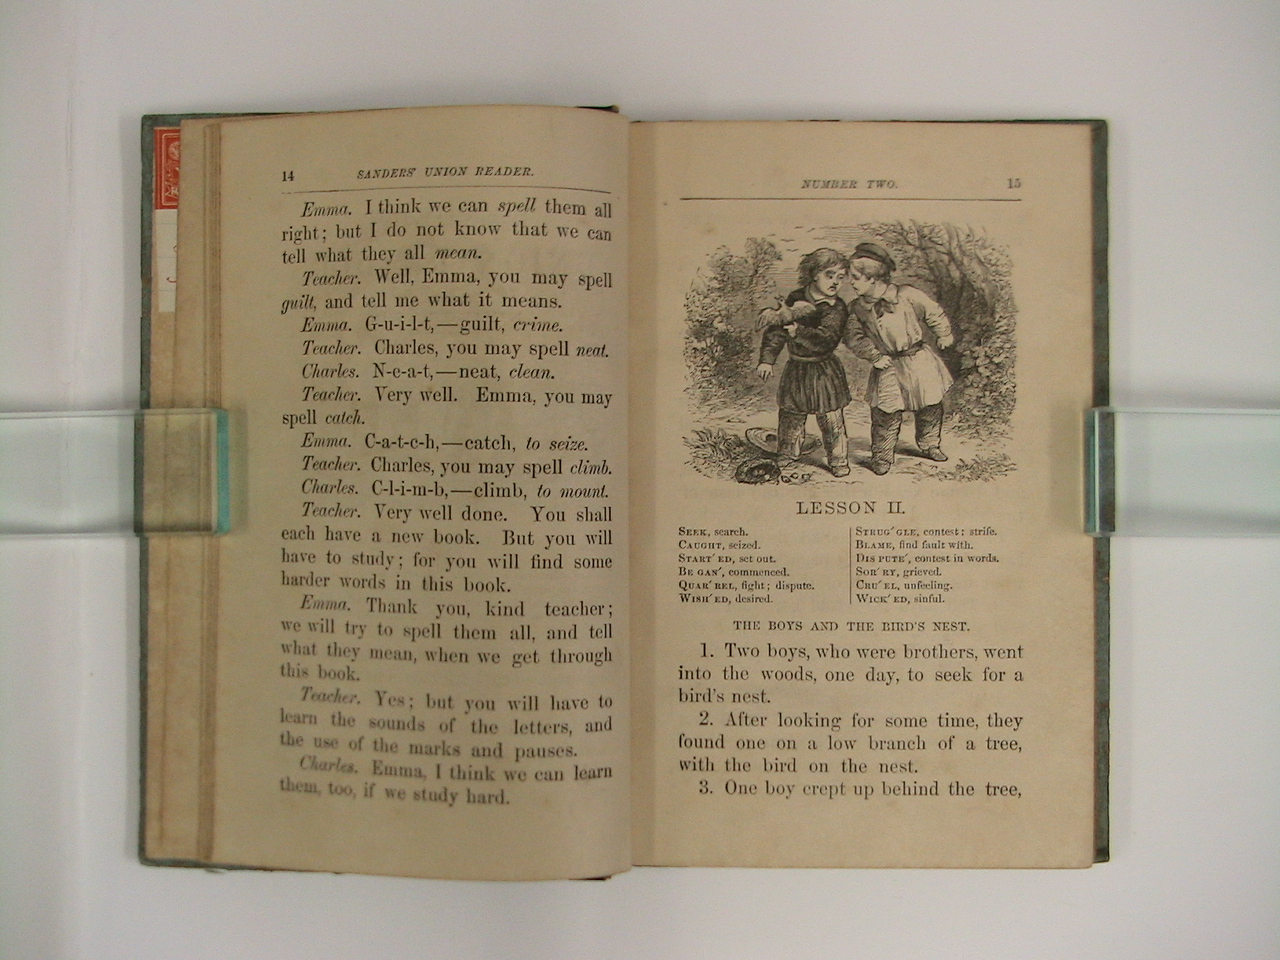 14 SANDERS' UNION READER.
Emma. I think we can spell them all
right; but I do not know that we can
tell what they all mean.
Teacher. Well, Emma, you may spell
guilt, and tell me what it means.
Emma. G-u-i-l-t,—guilt, crime.
Teacher. Charles, you may spell neat.
Charles. N-e-a-t,—neat, clean.
Teacher. Very well. Emma, you may
spell catch.
Emma. C-a-t-c-h,—catch, to seize.
Teacher. Charles, you may spell climb.
Charles. C-l-i-m-b,—climb, to mount.
Teacher. Very well done. You shall
each have a new book. But you will
have to study; for you will find some
harder words in this book.
Emma. Thank you, kind teacher;
we will try to spell them all, and tell
what they mean, when we get through
this book.
Teacher. Yes; but you will have to
learn the sounds of the letters, and
the use of the marks and pauses.
Charles. Emma, I think we can learn
them, too, if we study hard.
NUMBER TWO. 15
LESSON II.
SEEK, search.
CAUGHT, seized.
START' ED, set out.
BE GAN', commenced.
QUAR' REL, fight; dispute.
WISH' ED, desired.
STRUG' GLE, contest; strife.
BLAME, find fault with.
DIS PUTE', contest in words.
SOR' RY, grieved.
CRU' EL, unfeeling.
WICK' ED, sinful.
THE BOYS AND THE BIRD'S NEST.
1. Two boys, who were brothers, went
into the woods, one day, to seek for a
bird's nest.
2. After looking for some time, they
found one on a low branch of a tree,
with the bird on the nest.
3. One boy crept up behind the tree,